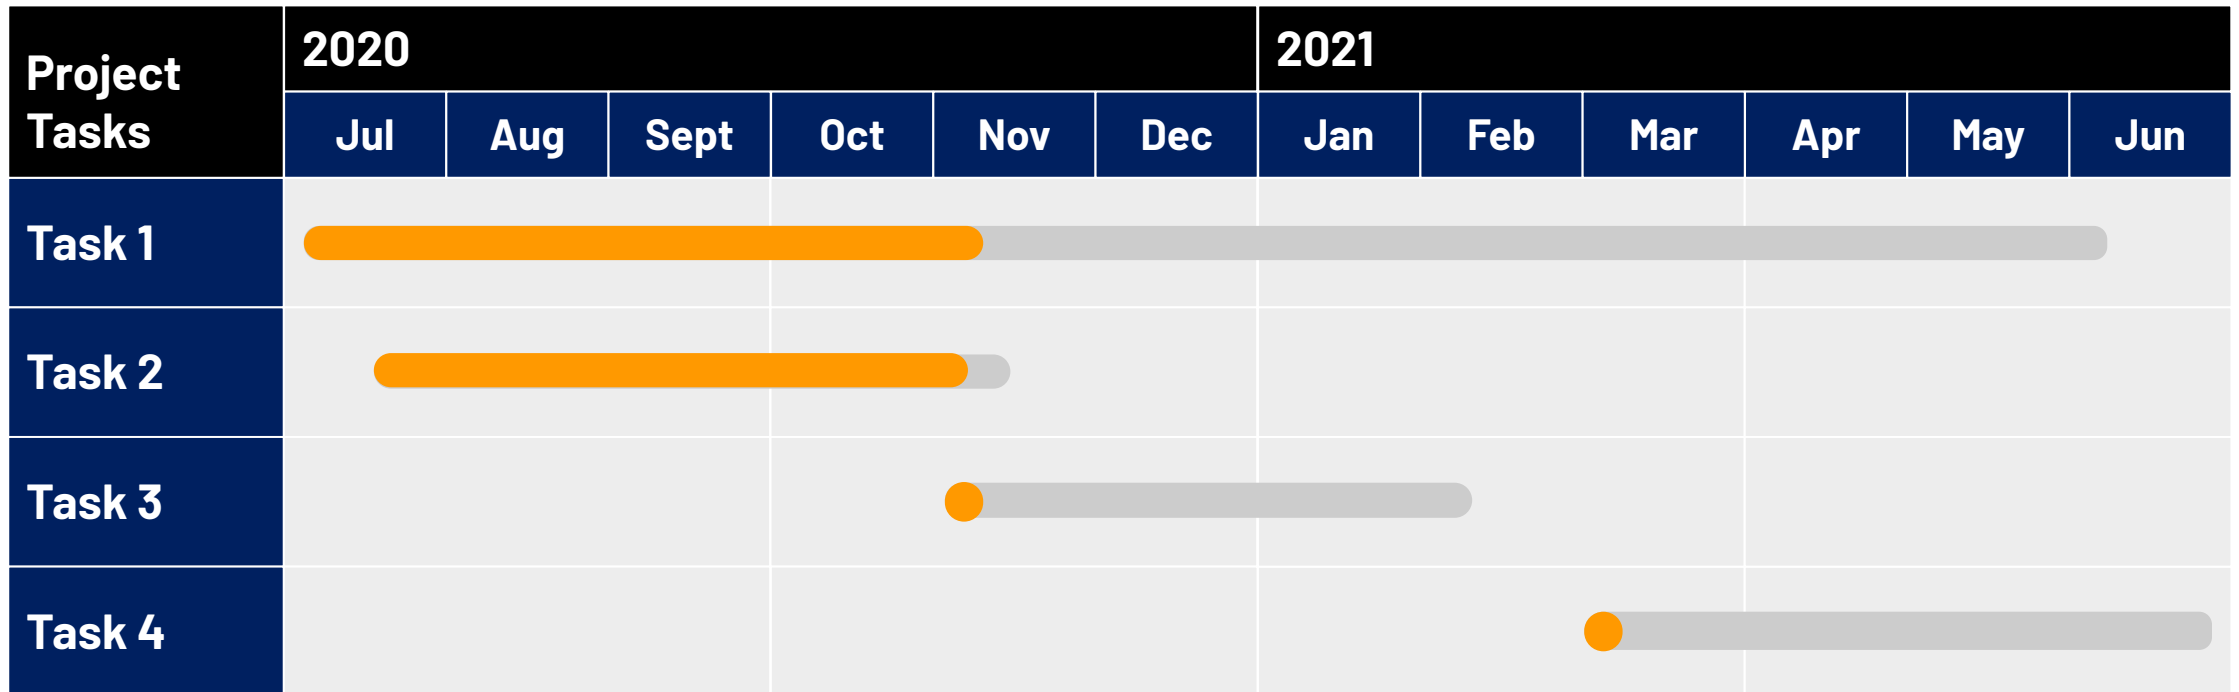 Project
Tasks
2020
2021
Jul Aug Sept Oct Nov Dec Jan Feb Mar Apr May Jun
Task 1
Task 2
Task 3
Task 4